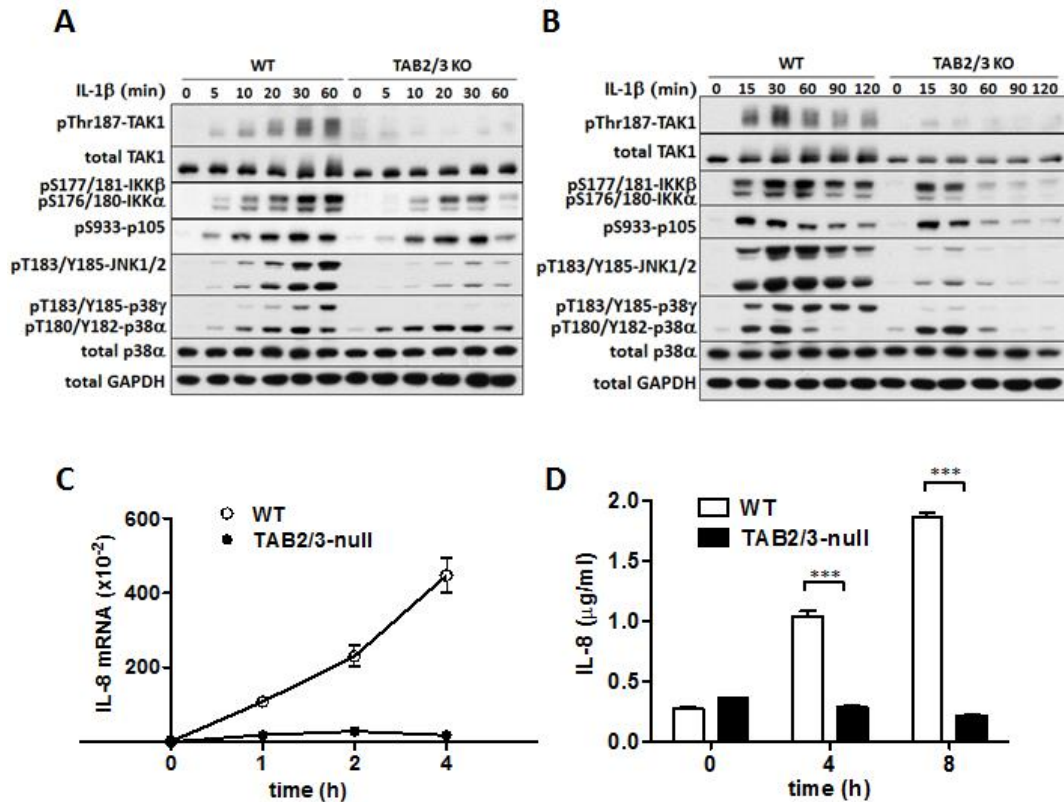 A
WT TAB2/3 KO
IL-1β (min) 0 5 10 20 30 60 0 5 10 20 30 60
pThr187-TAK1
total TAK1
pS177/181-IKKβ
pS176/180-IKKα
pS933-p105
pT183/Y185-JNK1/2
pT183/Y185-p38γ
pT180/Y182-p38α
total p38α
total GAPDH
B
WT TAB2/3 KO
IL-1β (min) 0 15 30 60 90 120 0 15 30 60 90 120
pThr187-TAK1
total TAK1
pS177/181-IKKβ
pS176/180-IKKα
pS933-p105
pT183/Y185-JNK1/2
pT183/Y185-p38γ
pT180/Y182-p38α
total p38α
total GAPDH
C
WT
TAB2/3-null
IL-8 mRNA (x10-2)
600
400
200
0 1 2 4
time (h)
D
WT
TAB2/3-null
IL-8 (μg/ml)
2.0
1.5
1.0
0.5
0.0
***
***
0 4 8
time (h)